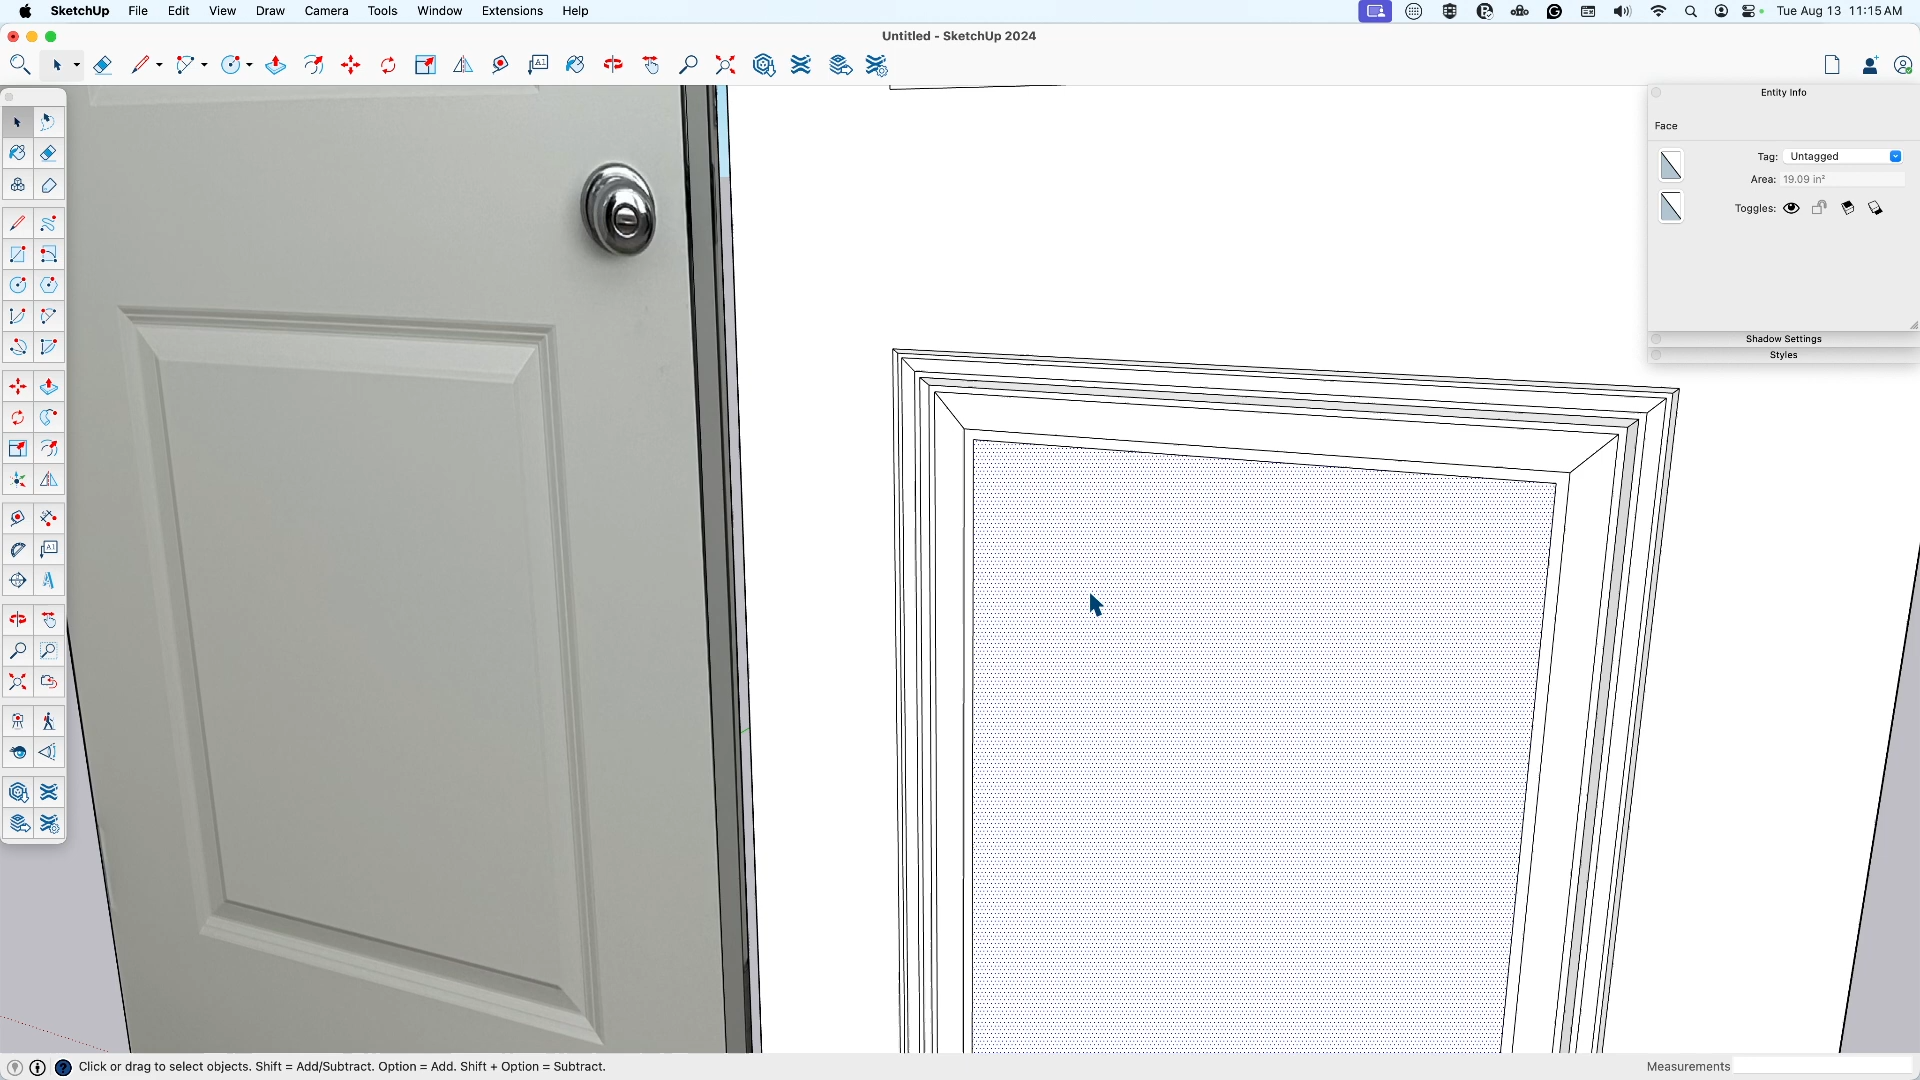 SketchUp File Edit View Draw Camera Tools Window Extensions Help Tue Aug 13 11:15 AM
Untitled - SketchUp 2024
Entity Info
Face
Tag: Untagged
Area: 19.09 in²
Toggles:
Shadow Settings
Styles
Click or drag to select objects. Shift = Add/Subtract. Option = Add. Shift + Option = Subtract. Measurements